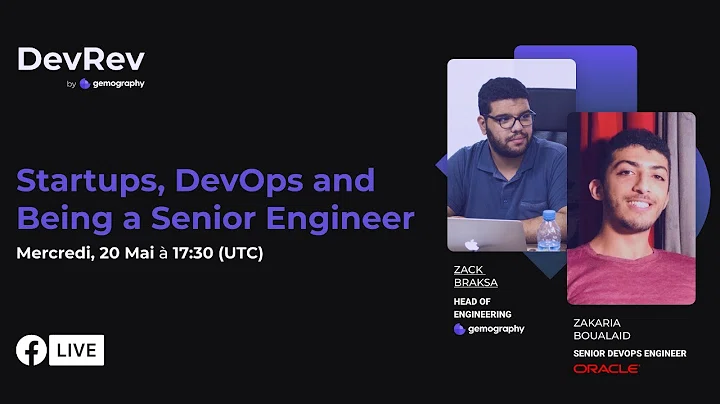 DevRev
by gemography
Startups, DevOps and
Being a Senior Engineer
Mercredi, 20 Mai à 17:30 (UTC)
LIVE
ZACK
BRAKSA
HEAD OF
ENGINEERING
gemography
ZAKARIA
BOUALAID
SENIOR DEVOPS ENGINEER
ORACLE